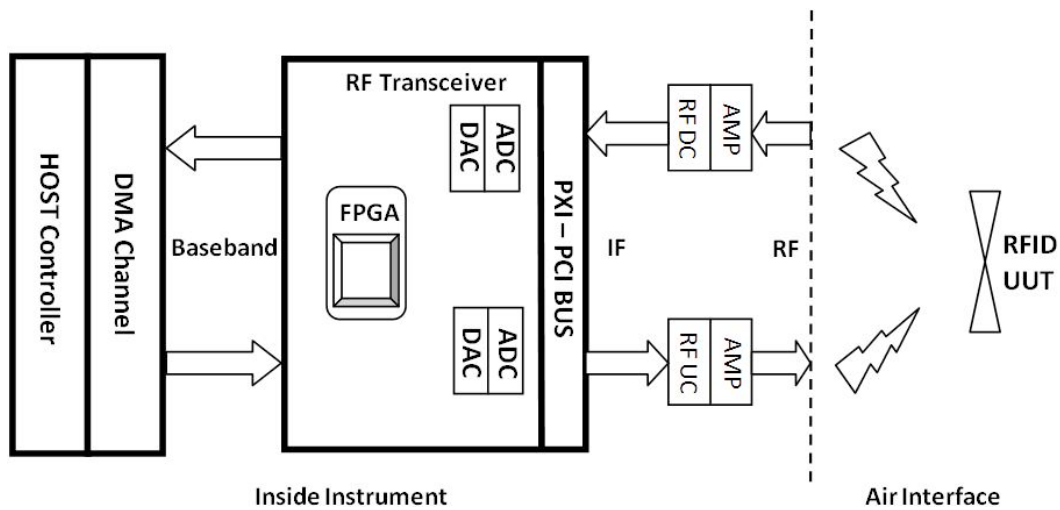 HOST Controller
DMA Channel
Baseband
RF Transceiver
DAC
ADC
FPGA
DAC
ADC
PXI – PCI BUS
RF DC
AMP
IF
RF
RF UC
AMP
RFID
UUT
Inside Instrument
Air Interface